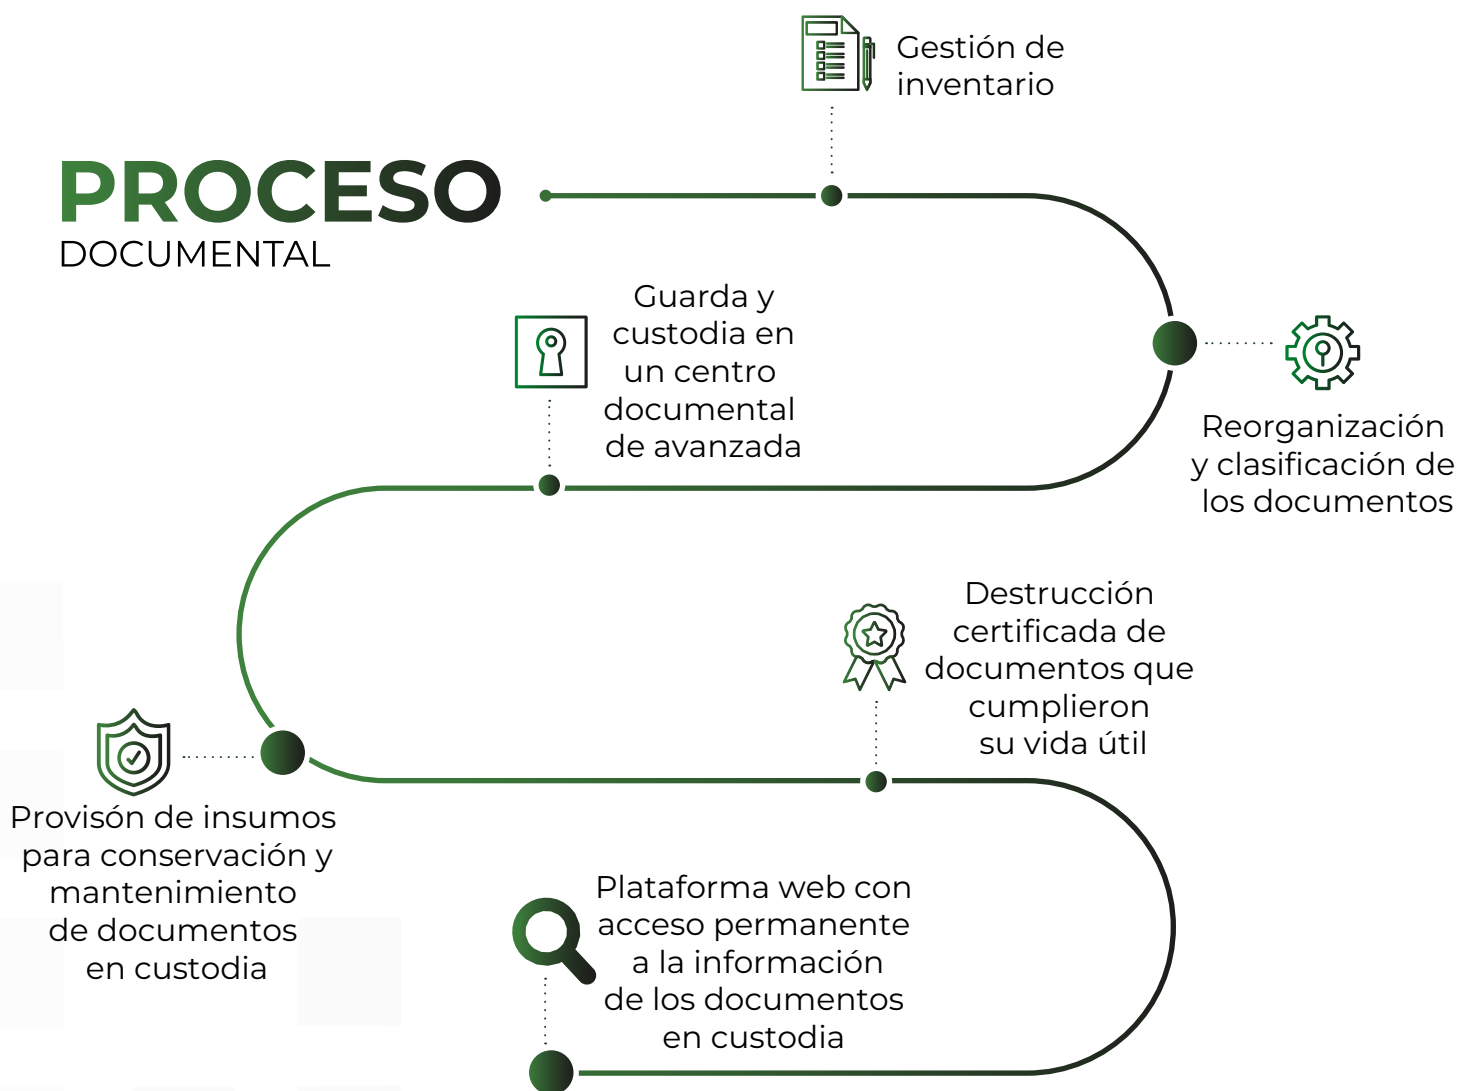 PROCESO
DOCUMENTAL
Gestión de
inventario
Reorganización
y clasificación de
los documentos
Guarda y
custodia en
un centro
documental
de avanzada
Provisón de insumos
para conservación y
mantenimiento
de documentos
en custodia
Destrucción
certificada de
documentos que
cumplieron
su vida útil
Plataforma web con
acceso permanente
a la información
de los documentos
en custodia